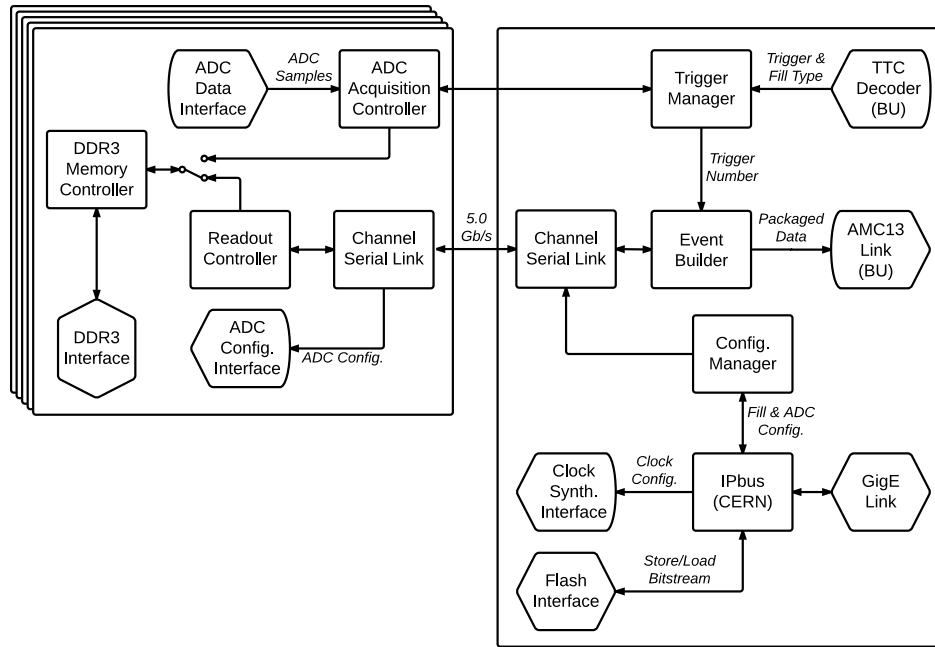 ADC
Data
Interface
ADC
Samples
ADC
Acquisition
Controller
DDR3
Memory
Controller
Readout
Controller
Channel
Serial Link
DDR3
Interface
ADC
Config.
Interface
ADC Config.
5.0
Gb/s
Trigger
Manager
Trigger &
Fill Type
TTC
Decoder
(BU)
Trigger
Number
Channel
Serial Link
Event
Builder
Packaged
Data
AMC13
Link
(BU)
Config.
Manager
Fill & ADC
Config.
Clock
Synth.
Interface
Clock
Config.
IPbus
(CERN)
GigE
Link
Flash
Interface
Store/Load
Bitstream